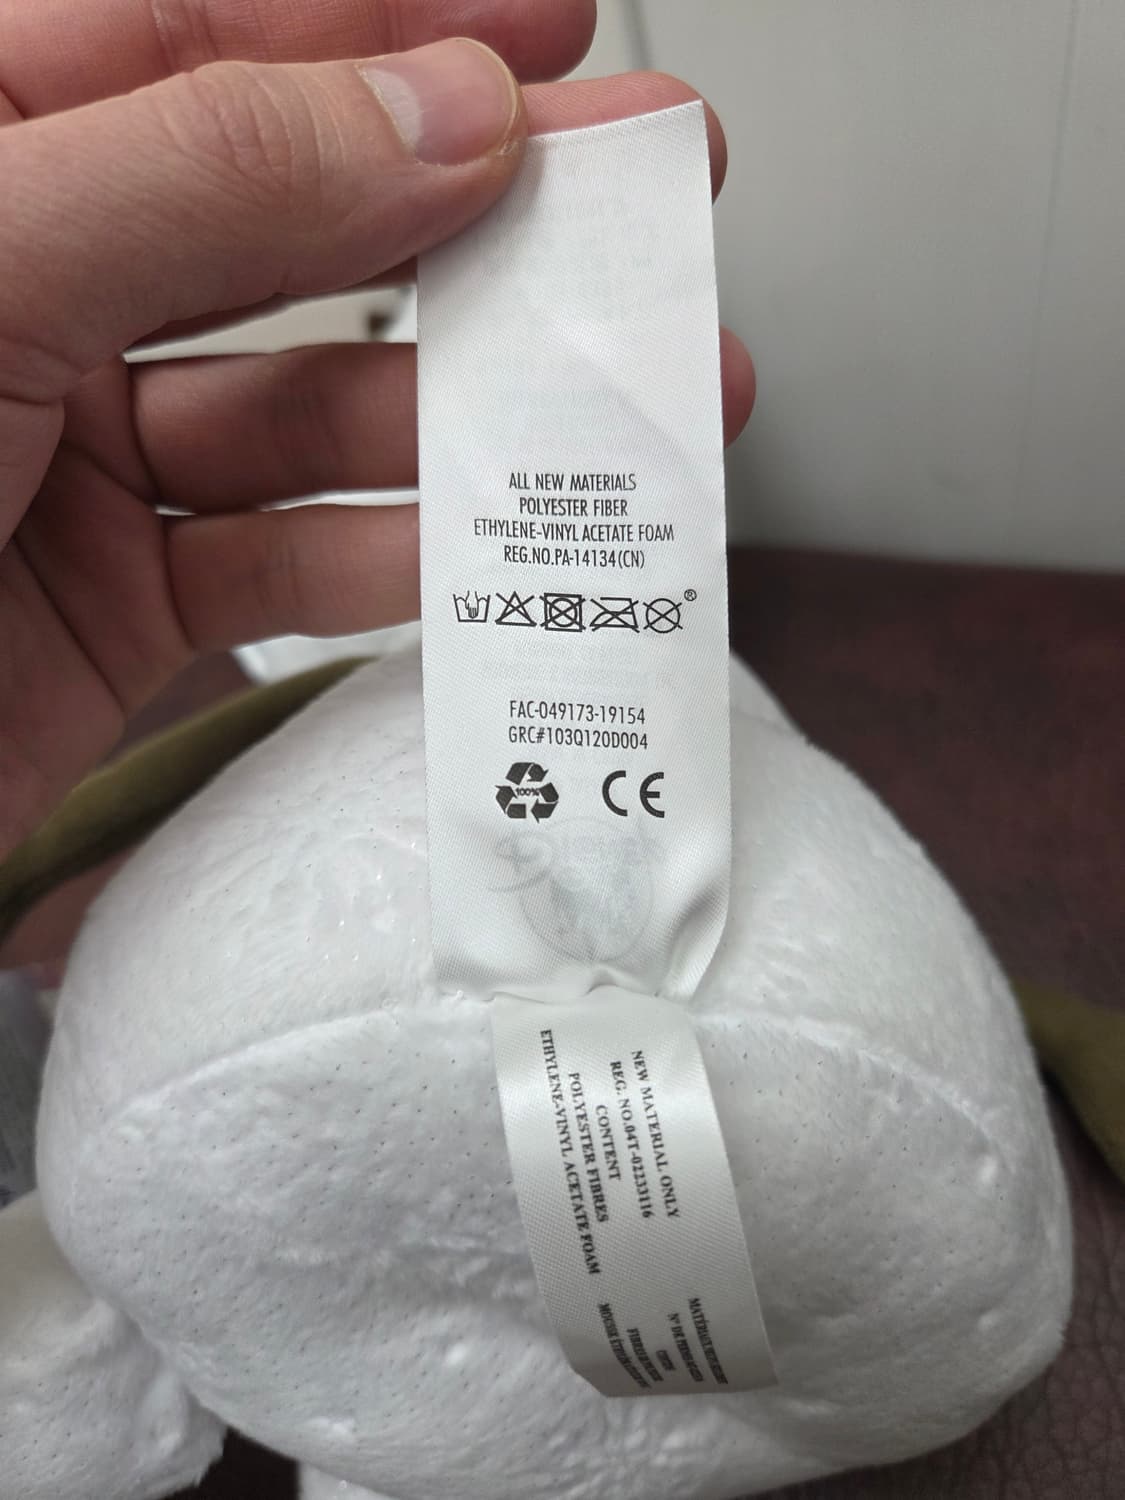 ALL NEW MATERIALS
POLYESTER FIBER
ETHYLENE-VINYL ACETATE FOAM
REG.NO.PA-14134(CN)
®
FAC-049173-19154
GRC#103Q120D004
100%
CE
NEW MATERIAL ONLY
REG. NO.04T-02233116
CONTENT
POLYESTER FIBRES
ETHYLENE-VINYL ACETATE FOAM